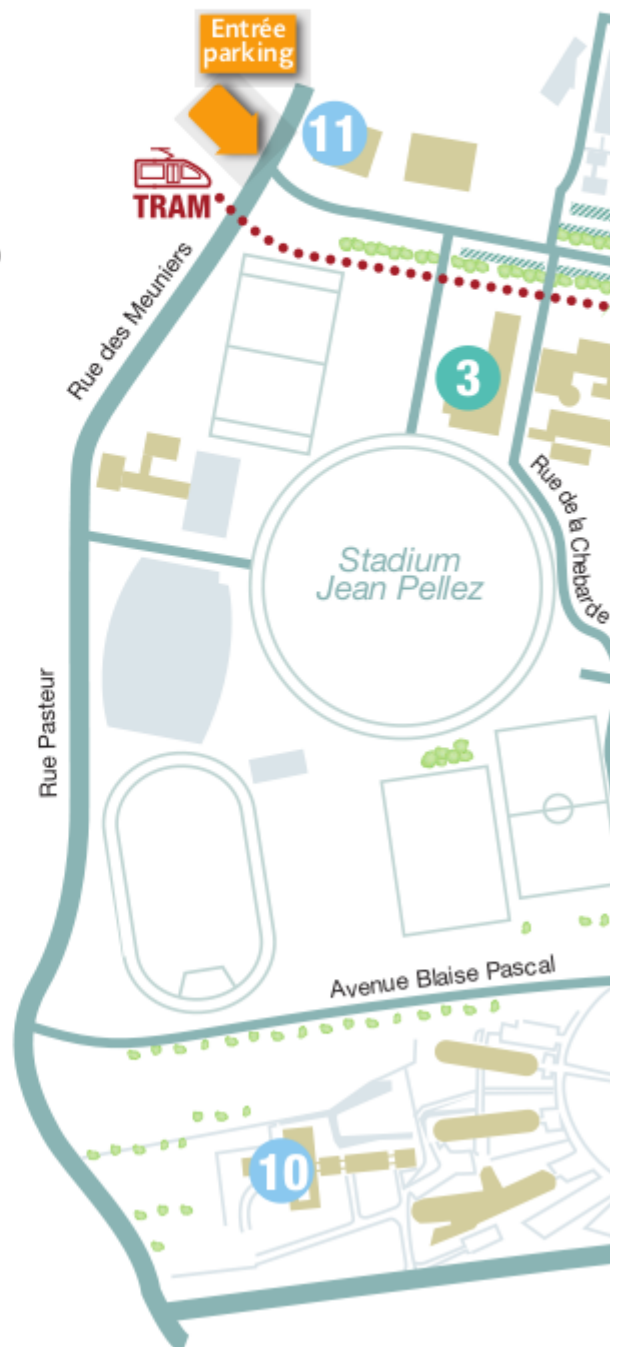 Entrée
parking
11
TRAM
Rue des Meuniers
3
Rue de la Chebarde
Stadium
Jean Pellez
Rue Pasteur
Avenue Blaise Pascal
10